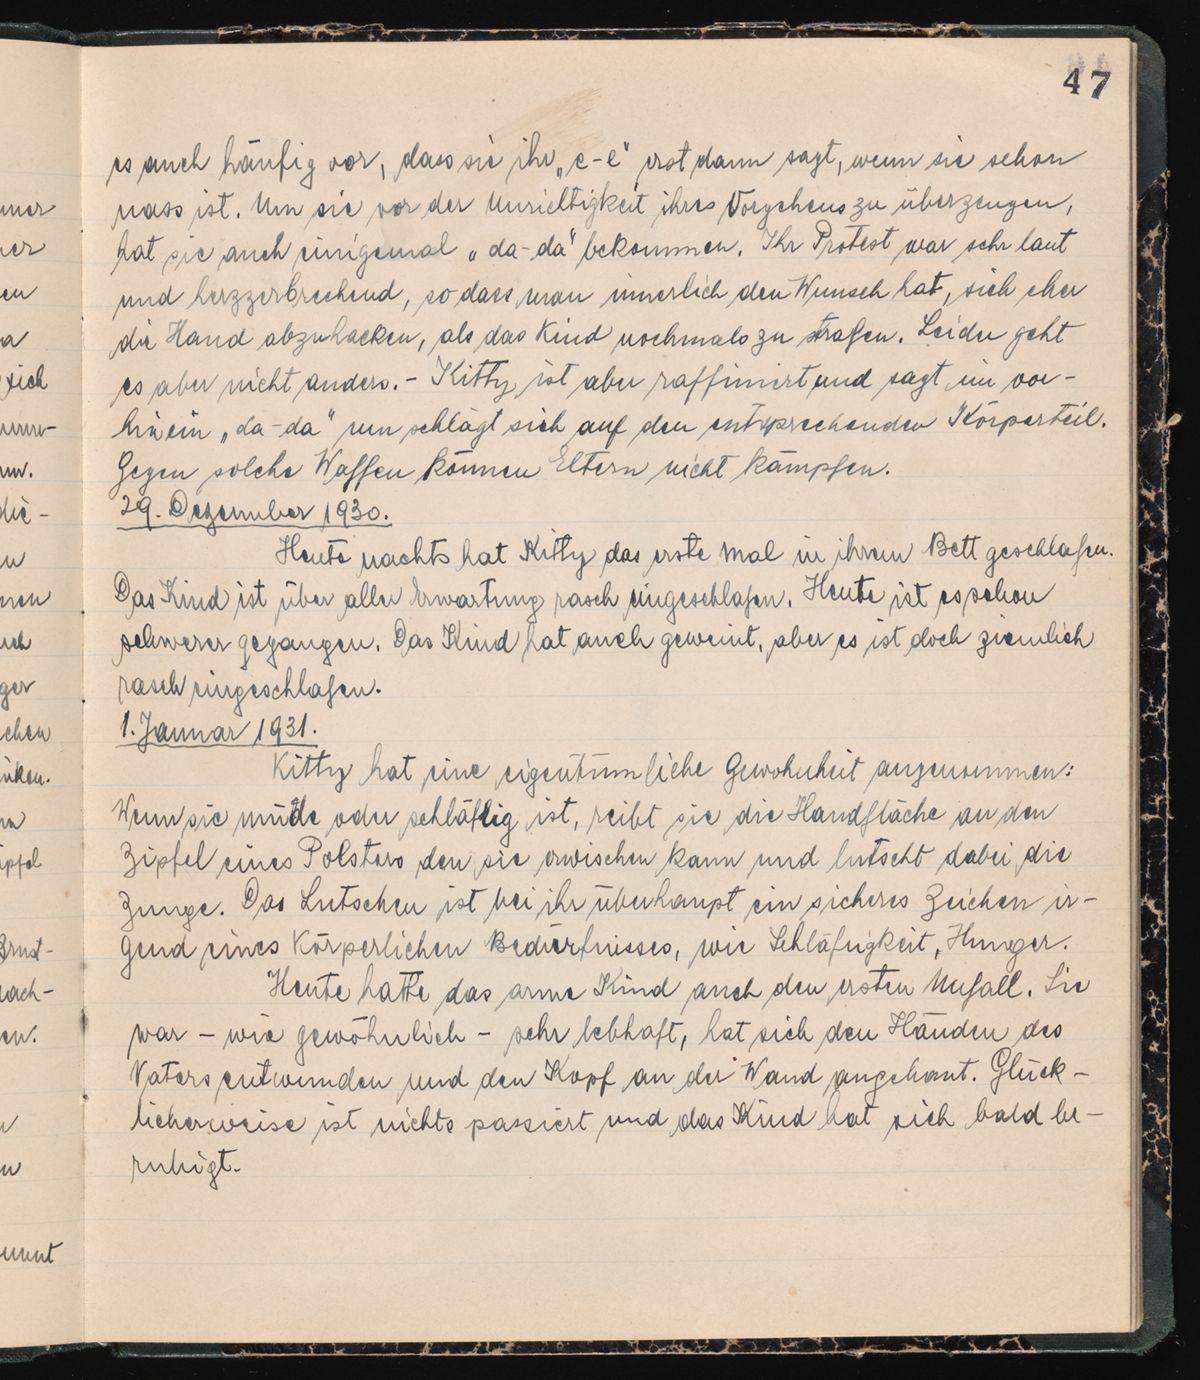 47
es auch häufig vor, dass sie ihr „e-e" erst dann sagt, wenn sie schon
nass ist. Um sie von der Unrichtigkeit ihres Vorgehens zu überzeugen,
hat sie auch einigemal „da-da" bekommen. Ihr Protest war sehr laut
und herzzerbrechend, so dass man innerlich den Wunsch hat, sich eher
die Hand abzuhacken, als das Kind nochmals zu strafen. Leider geht
es aber nicht anders. - Kitty ist aber raffiniert und sagt im vor-
hinein „da-da" um schlägt sich auf den entsprechenden Körperteil.
Gegen solche Waffen können Eltern nicht kämpfen.
29. Dezember 1930.
Heute nachts hat Kitty das erste Mal in ihrem Bett geschlafen.
Das Kind ist über aller Erwartung rasch eingeschlafen. Heute ist es schon
schwerer gegangen. Das Kind hat auch geweint, aber es ist doch ziemlich
rasch eingeschlafen.
1. Januar 1931.
Kitty hat eine eigentümliche Gewohnheit angenommen:
Wenn sie müde oder schläfrig ist, reibt sie die Handfläche an den
Zipfel eines Polsters den sie erwischen kann und lutscht dabei die
Zunge. Das Lutschen ist bei ihr überhaupt ein sicheres Zeichen ir-
gend eines körperlichen Bedürfnisses, wie Schläfrigkeit, Hunger.
Heute hatte das arme Kind auch den ersten Unfall. Sie
war - wie gewöhnlich - sehr lebhaft, hat sich den Händen des
Vaters entwunden und den Kopf an der Wand angehaut. Glück-
licherweise ist nichts passiert und das Kind hat sich bald be-
ruhigt.